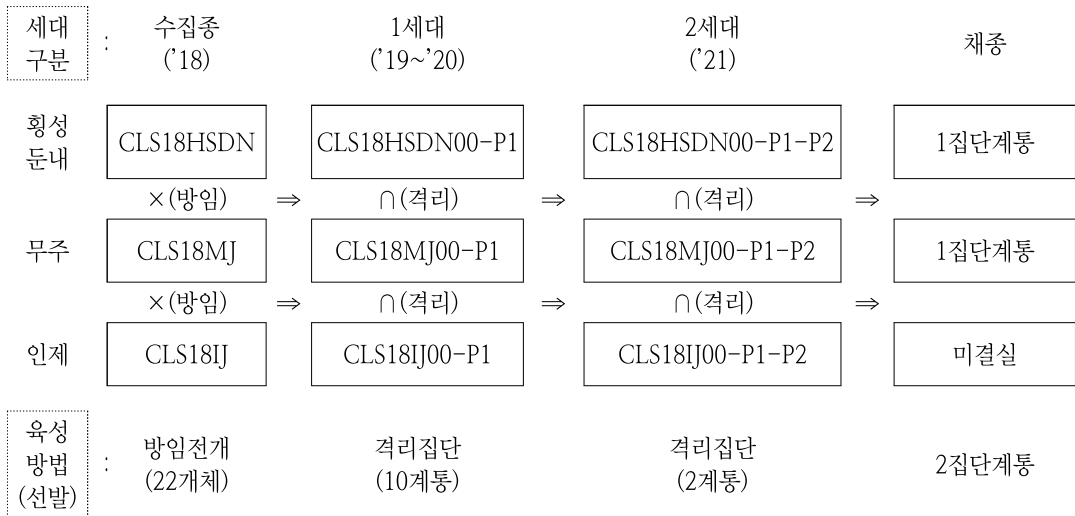 세대
구분
:
수집종
('18)
1세대
('19~'20)
2세대
('21)
채종
횡성
둔내
CLS18HSDN
CLS18HSDN00-P1
CLS18HSDN00-P1-P2
1집단계통
×(방임) ⇒ ∩(격리) ⇒ ∩(격리) ⇒
무주
CLS18MJ
CLS18MJ00-P1
CLS18MJ00-P1-P2
1집단계통
×(방임) ⇒ ∩(격리) ⇒ ∩(격리) ⇒
인제
CLS18IJ
CLS18IJ00-P1
CLS18IJ00-P1-P2
미결실
육성
방법
(선발)
:
방임전개
(22개체)
격리집단
(10계통)
격리집단
(2계통)
2집단계통